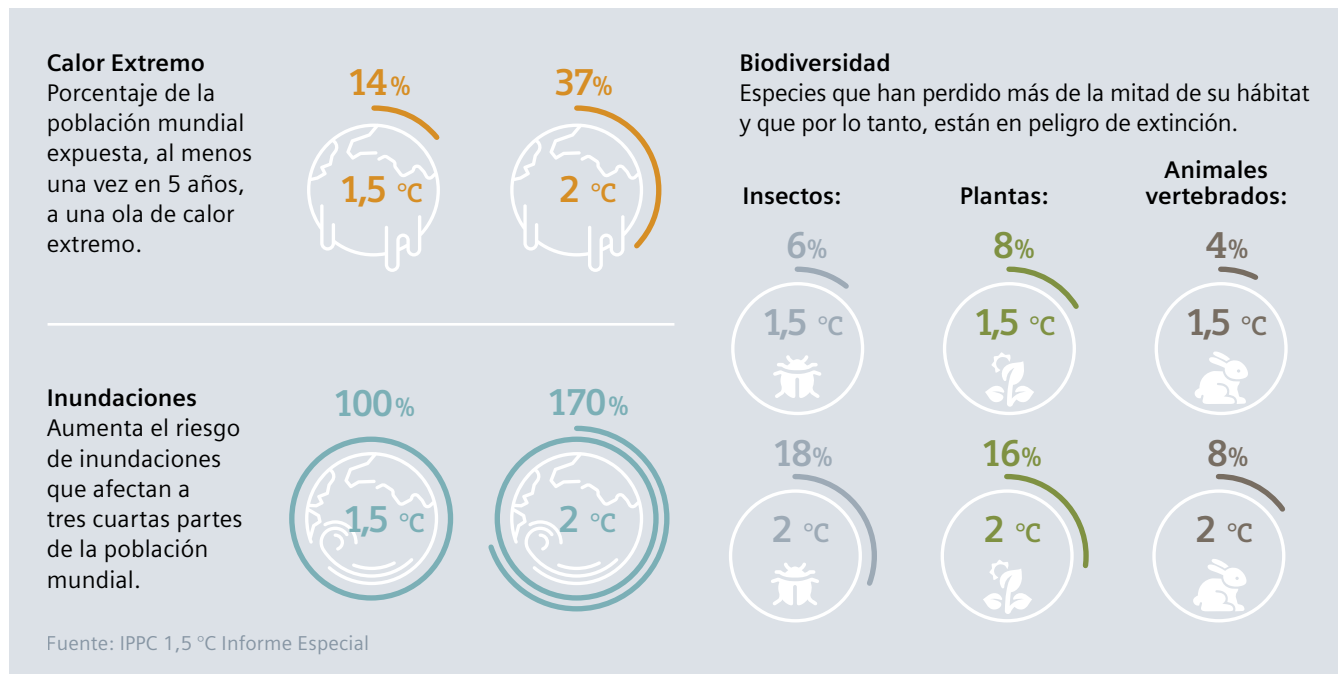 Calor Extremo
Porcentaje de la
población mundial
expuesta, al menos
una vez en 5 años,
a una ola de calor
extremo.
14%
37%
1,5 °C
2 °C
Inundaciones
Aumenta el riesgo
de inundaciones
que afectan a
tres cuartas partes
de la población
mundial.
100%
170%
1,5 °C
2 °C
Fuente: IPPC 1,5 °C Informe Especial
Biodiversidad
Especies que han perdido más de la mitad de su hábitat
y que por lo tanto, están en peligro de extinción.
Insectos:
Plantas:
Animales
vertebrados:
6%
8%
4%
1,5 °C
1,5 °C
1,5 °C
18%
16%
8%
2 °C
2 °C
2 °C